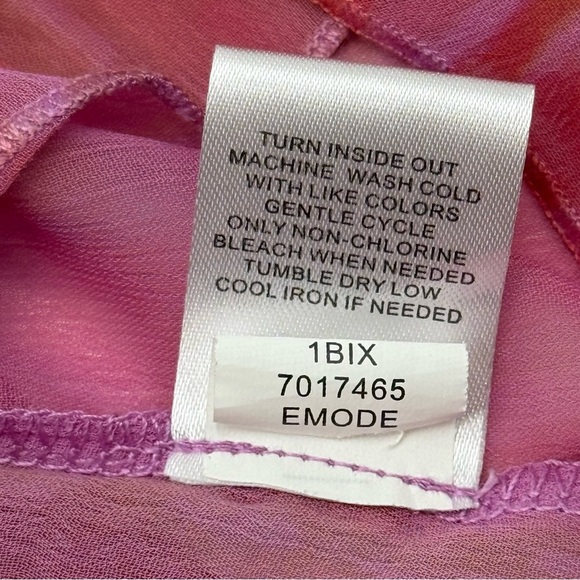 TURN INSIDE OUT
MACHINE WASH COLD
WITH LIKE COLORS
GENTLE CYCLE
ONLY NON-CHLORINE
BLEACH WHEN NEEDED
TUMBLE DRY LOW
COOL IRON IF NEEDED
1BIX
7017465
EMODE